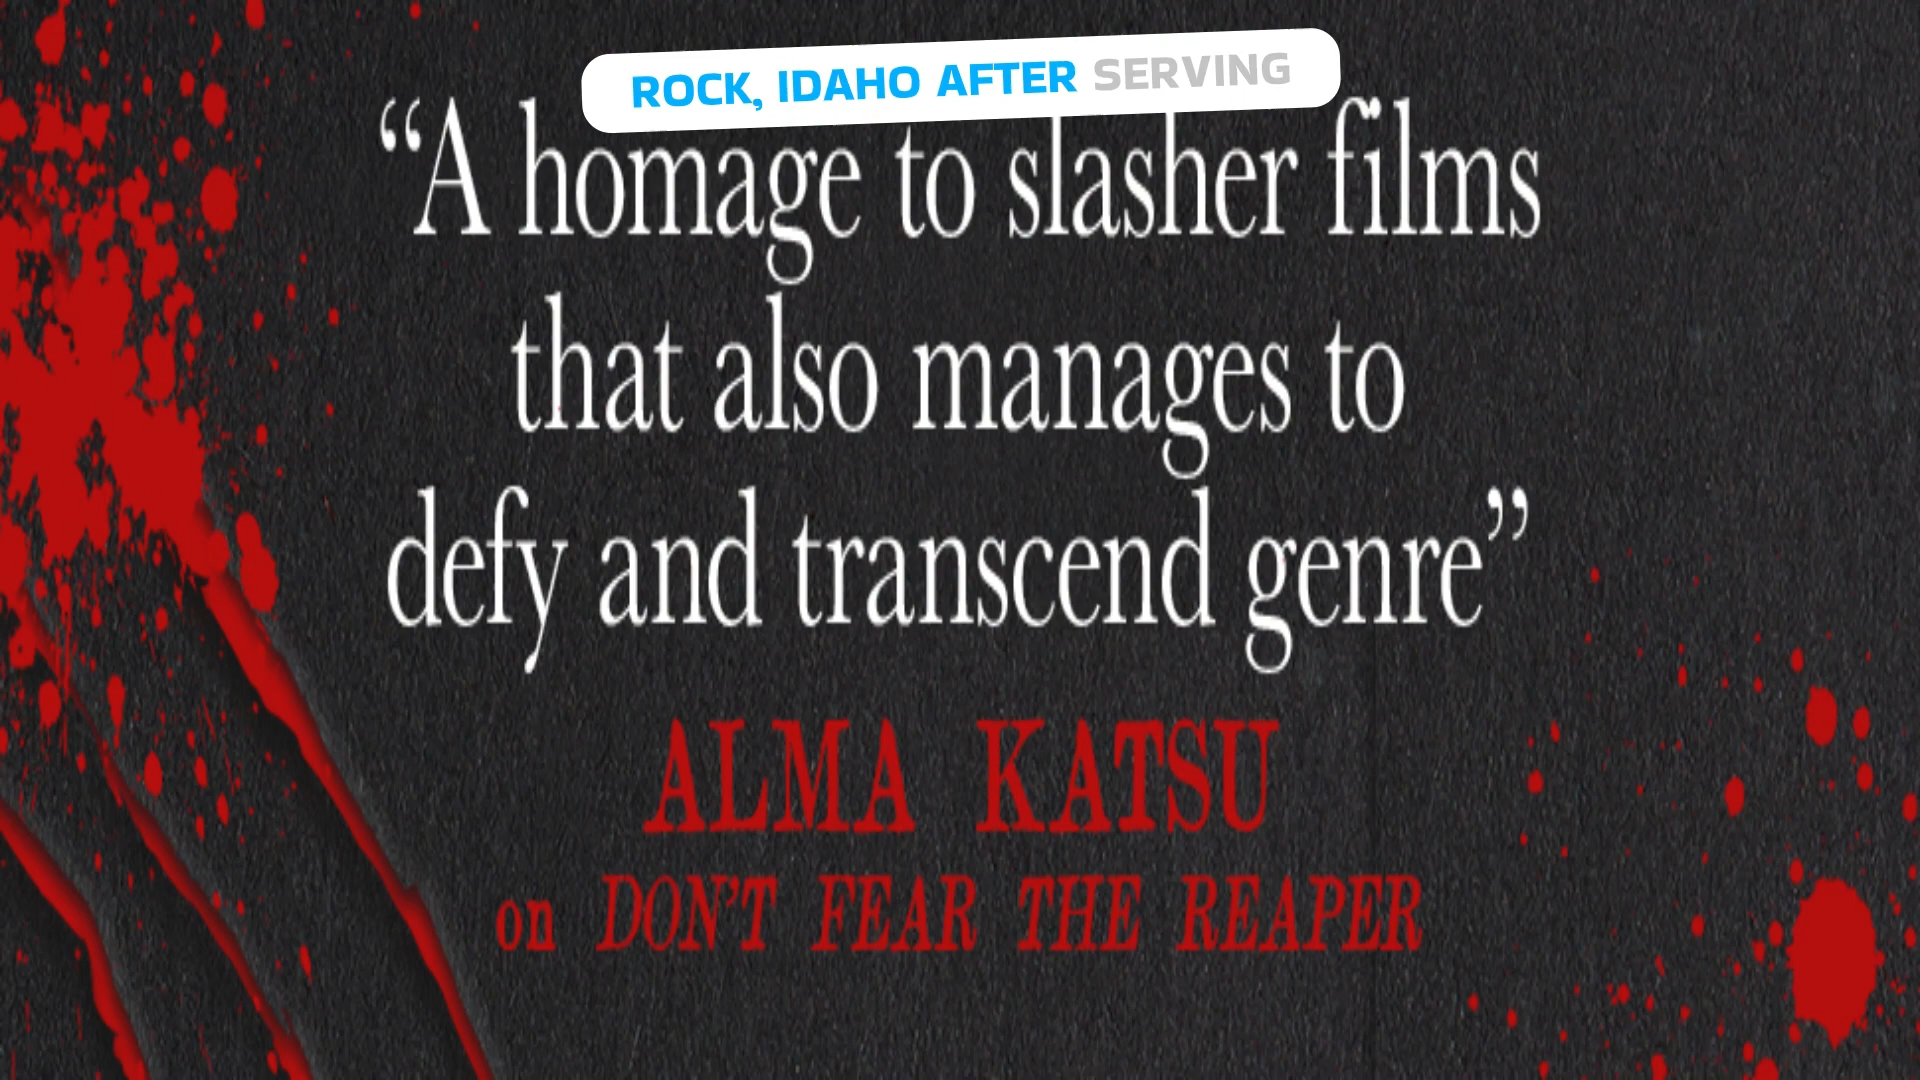 ROCK, IDAHO AFTER SERVING
“A homage to slasher films
that also manages to
defy and transcend genre”
ALMA KATSU
on DON’T FEAR THE REAPER